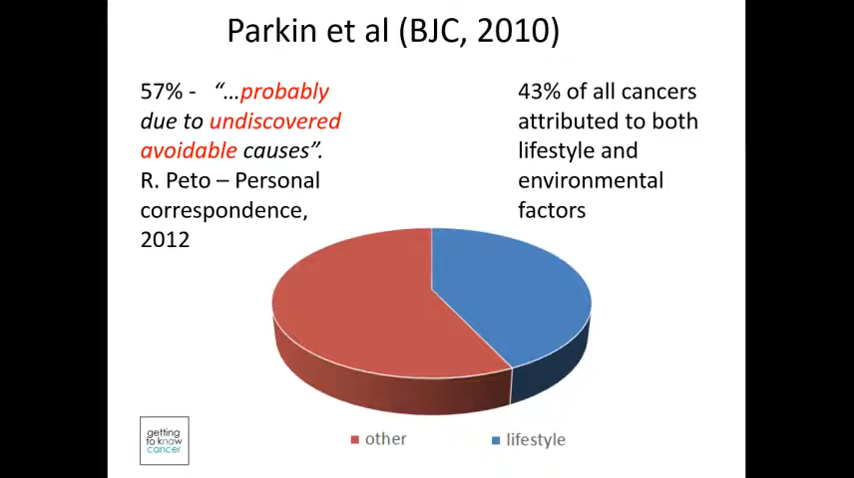 Parkin et al (BJC, 2010)
57% - “…probably
due to undiscovered
avoidable causes”.
R. Peto – Personal
correspondence,
2012
43% of all cancers
attributed to both
lifestyle and
environmental
factors
other
lifestyle
getting
to know
cancer